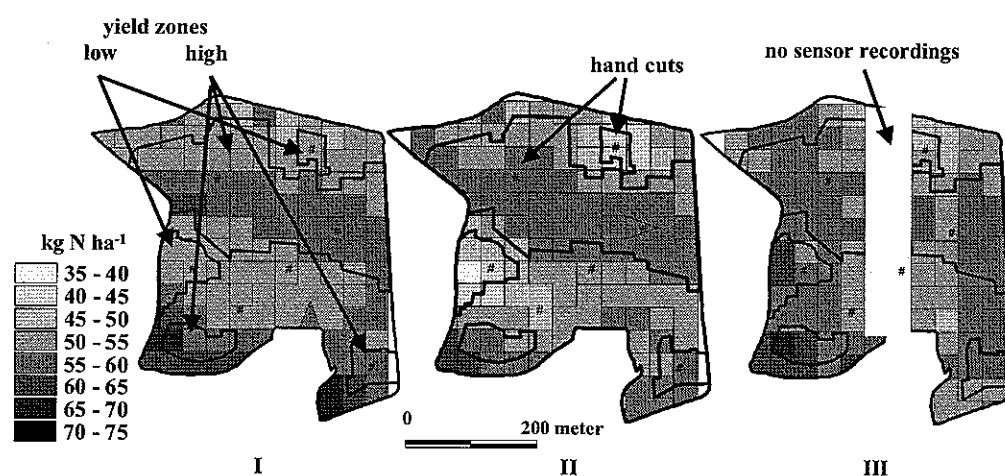 yield zones
low high
hand cuts
no sensor recordings
kg N ha-1
35 - 40
40 - 45
45 - 50
50 - 55
55 - 60
60 - 65
65 - 70
70 - 75
0 200 meter
I II III